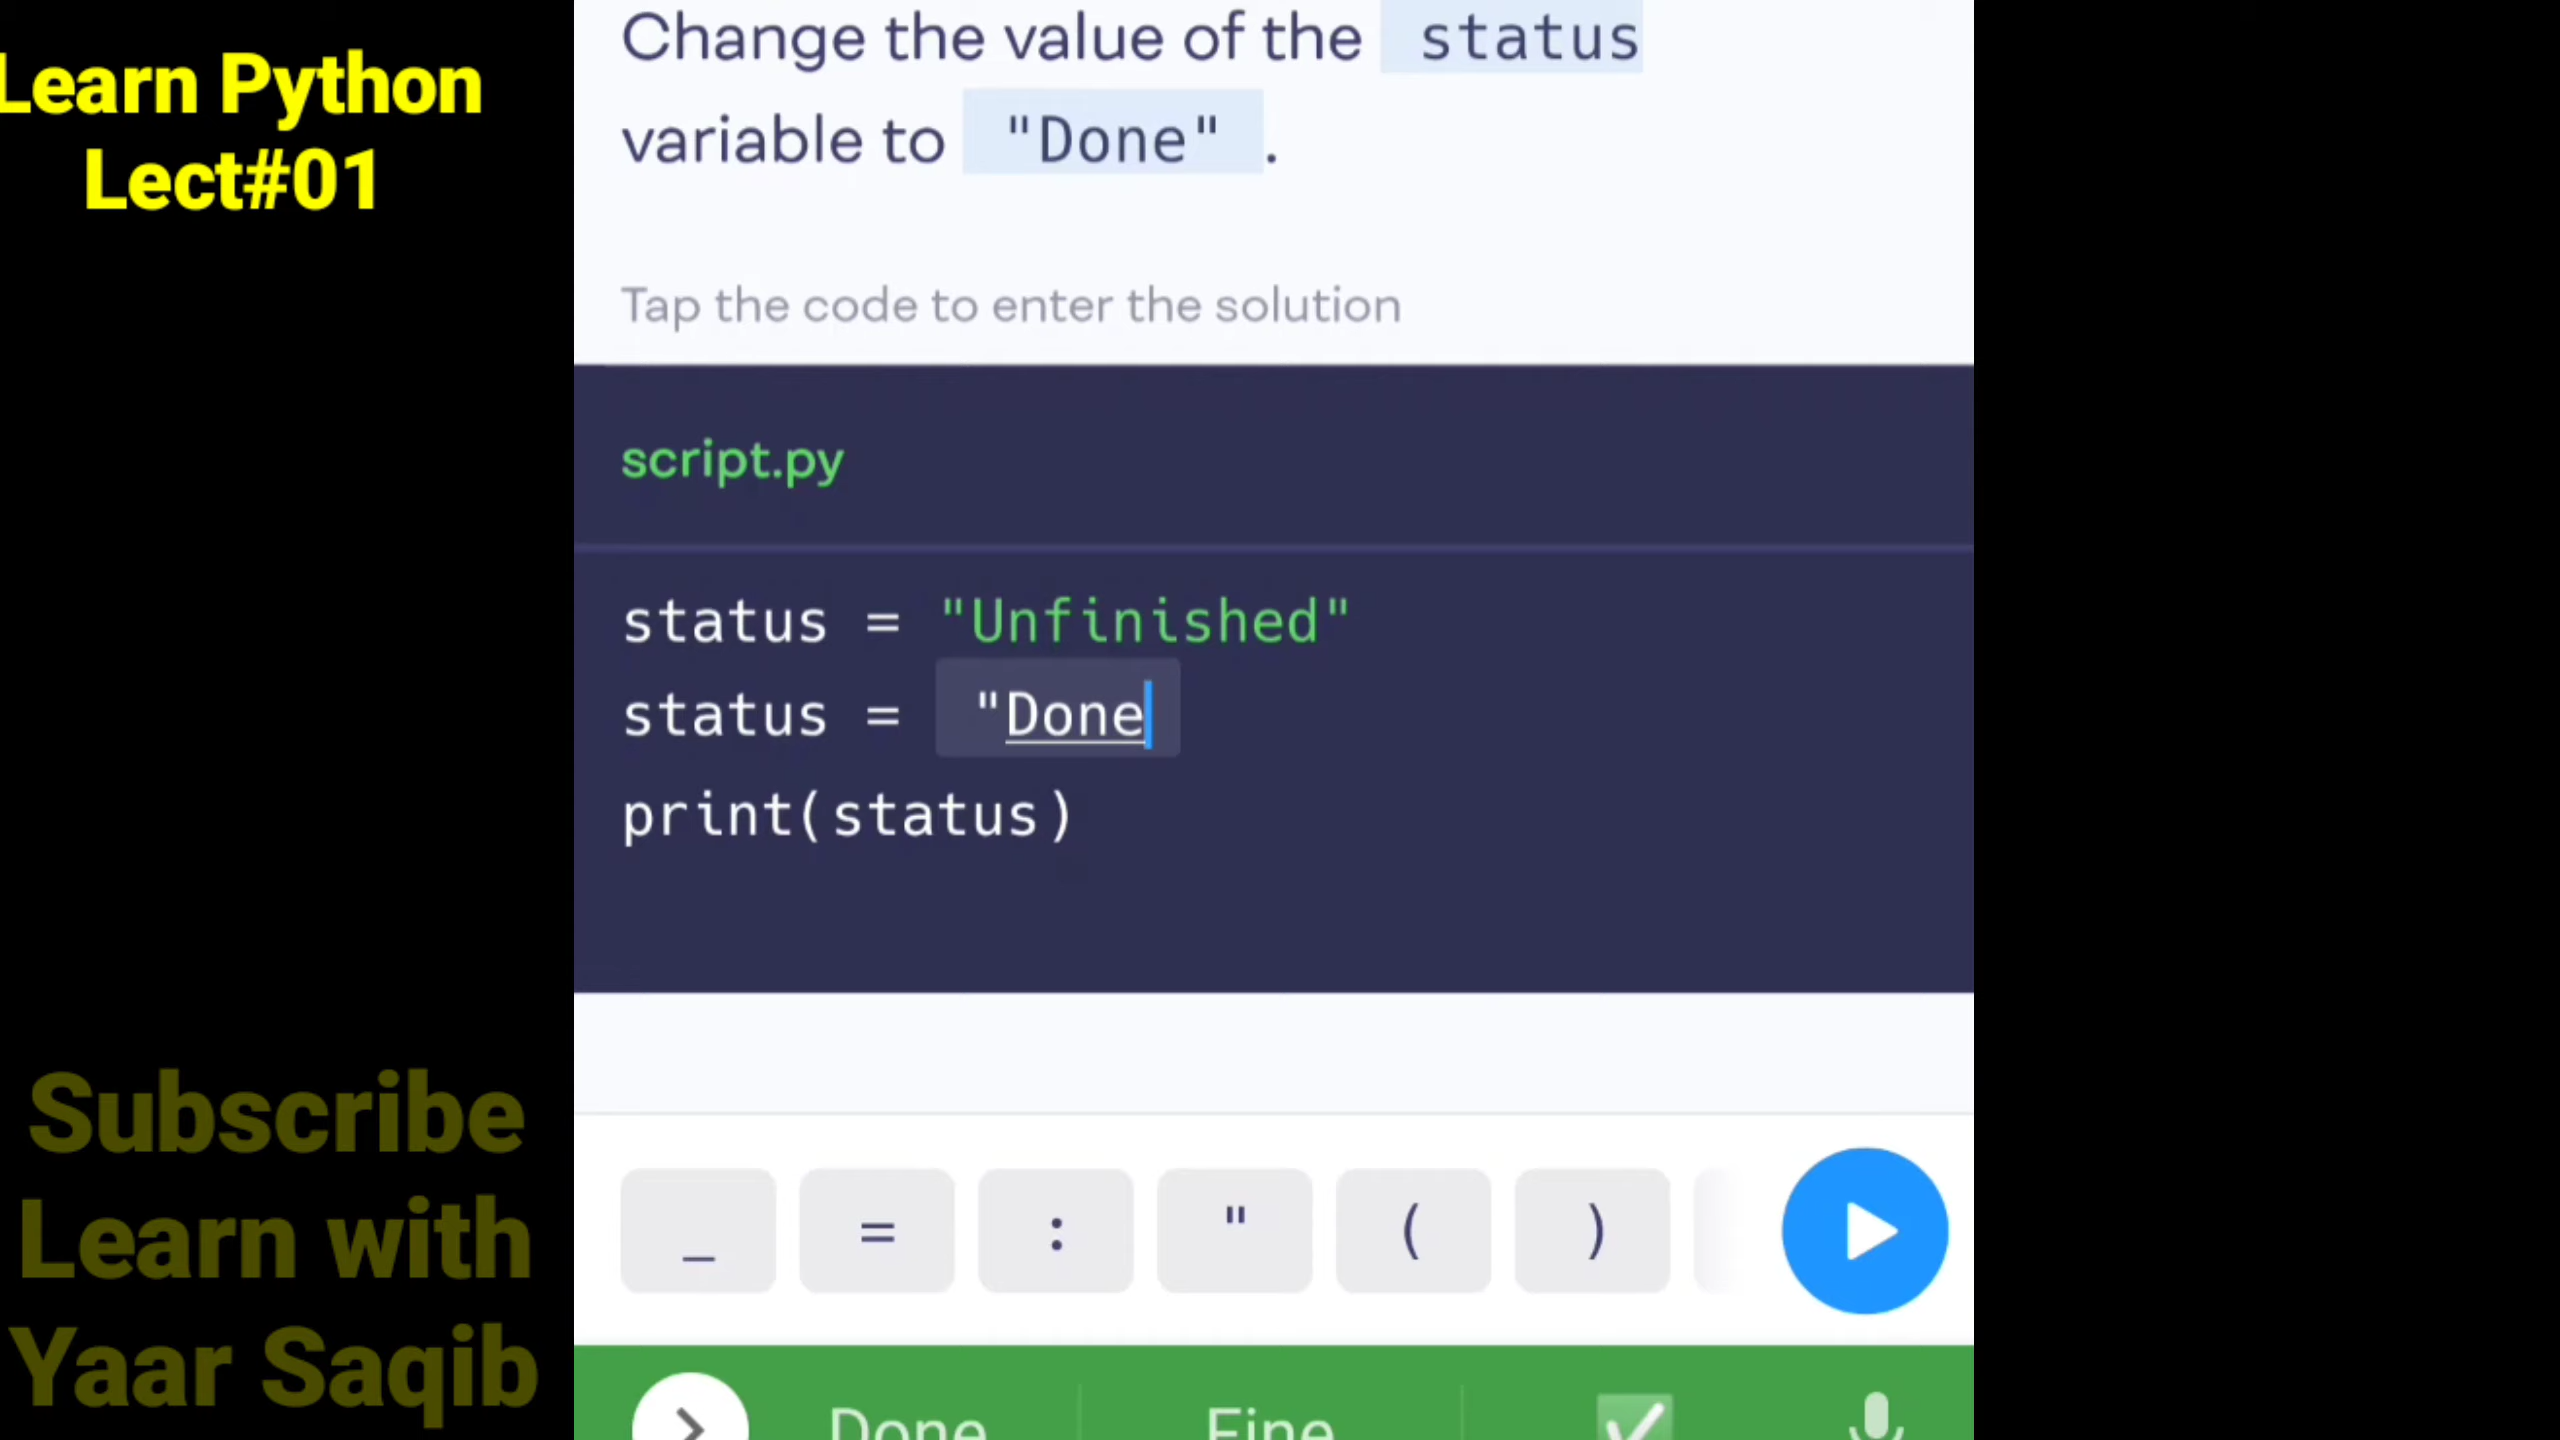 Learn Python
Lect#01
Change the value of the status
variable to "Done" .
Tap the code to enter the solution
script.py
status = "Unfinished"
status = "Done
print(status)
_ = : " ( )
Done Fine
Subscribe
Learn with
Yaar Saqib